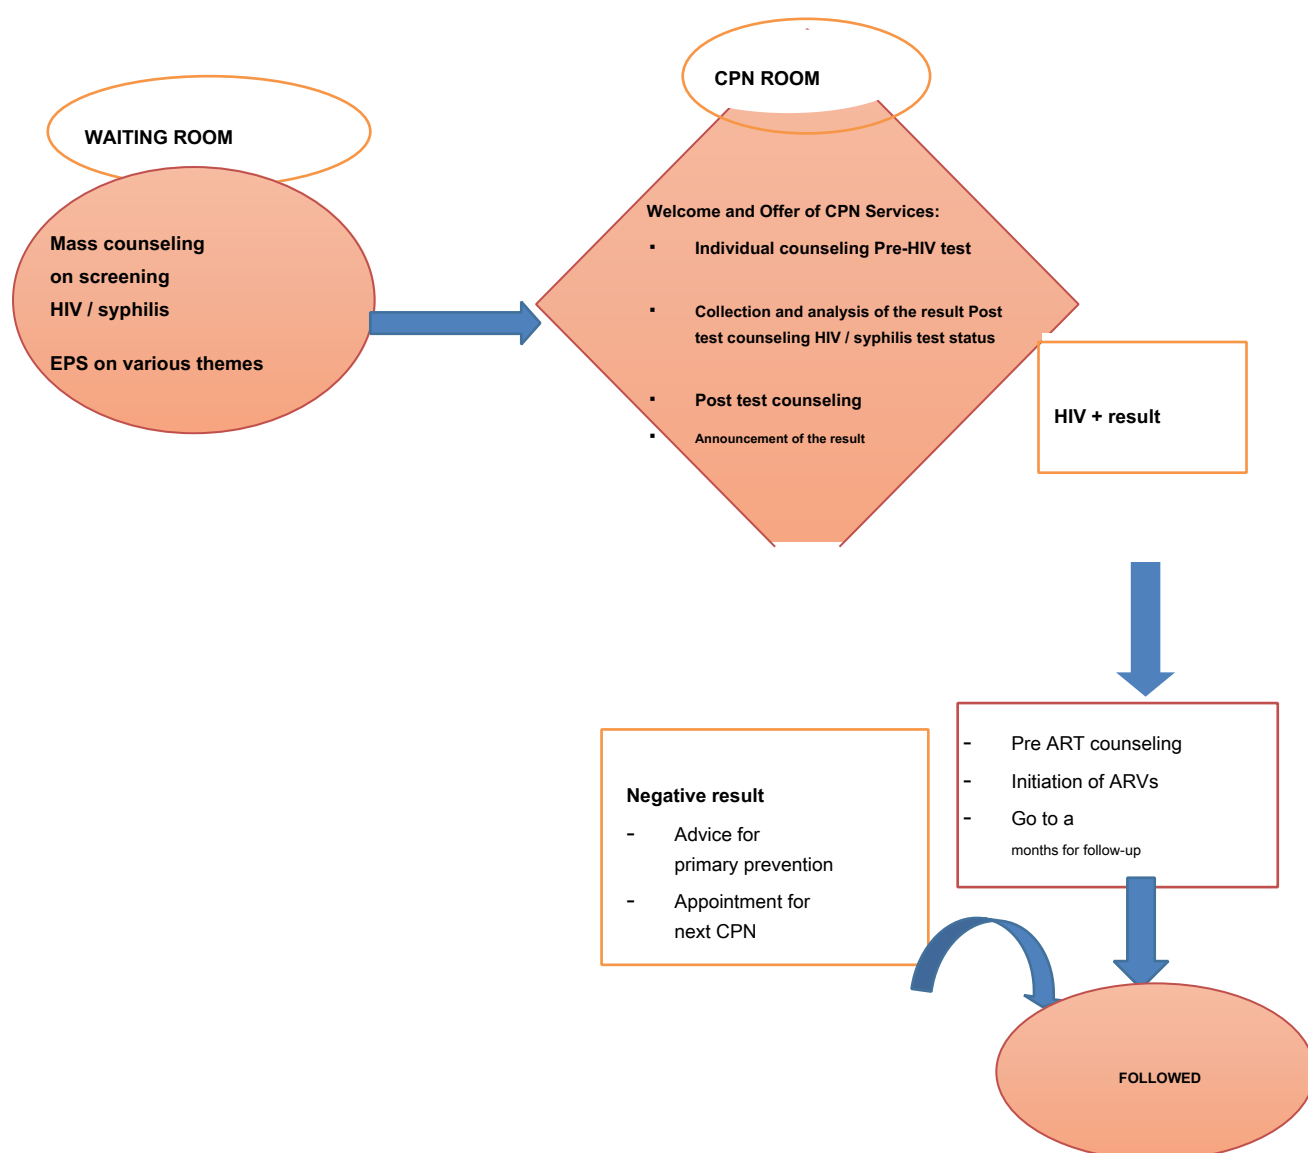 WAITING ROOM
Mass counseling
on screening
HIV / syphilis
EPS on various themes
CPN ROOM
Welcome and Offer of CPN Services:
▪ Individual counseling Pre-HIV test
▪ Collection and analysis of the result Post
test counseling HIV / syphilis test status
▪ Post test counseling
▪ Announcement of the result
HIV + result
- Pre ART counseling
- Initiation of ARVs
- Go to a
months for follow-up
Negative result
- Advice for
primary prevention
- Appointment for
next CPN
FOLLOWED